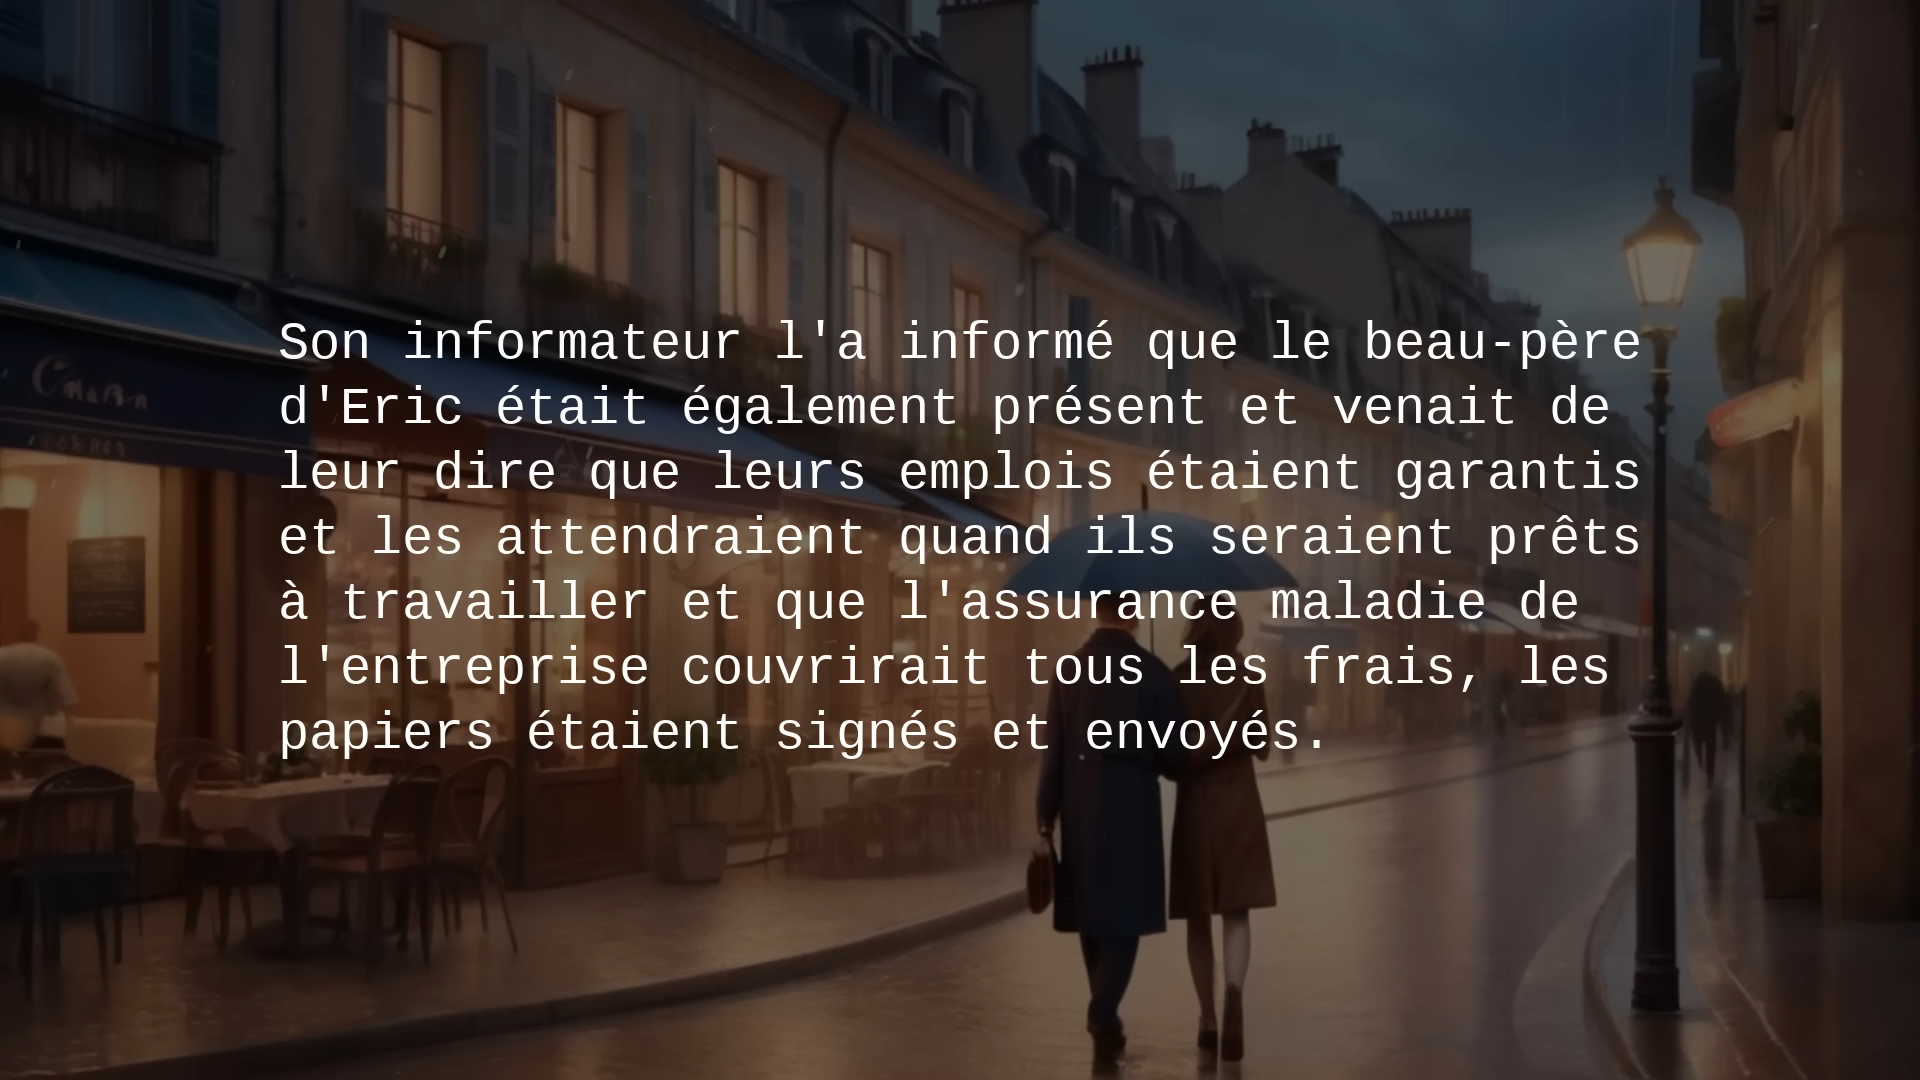 Son informateur l'a informé que le beau-père
d'Eric était également présent et venait de
leur dire que leurs emplois étaient garantis
et les attendraient quand ils seraient prêts
à travailler et que l'assurance maladie de
l'entreprise couvrirait tous les frais, les
papiers étaient signés et envoyés.